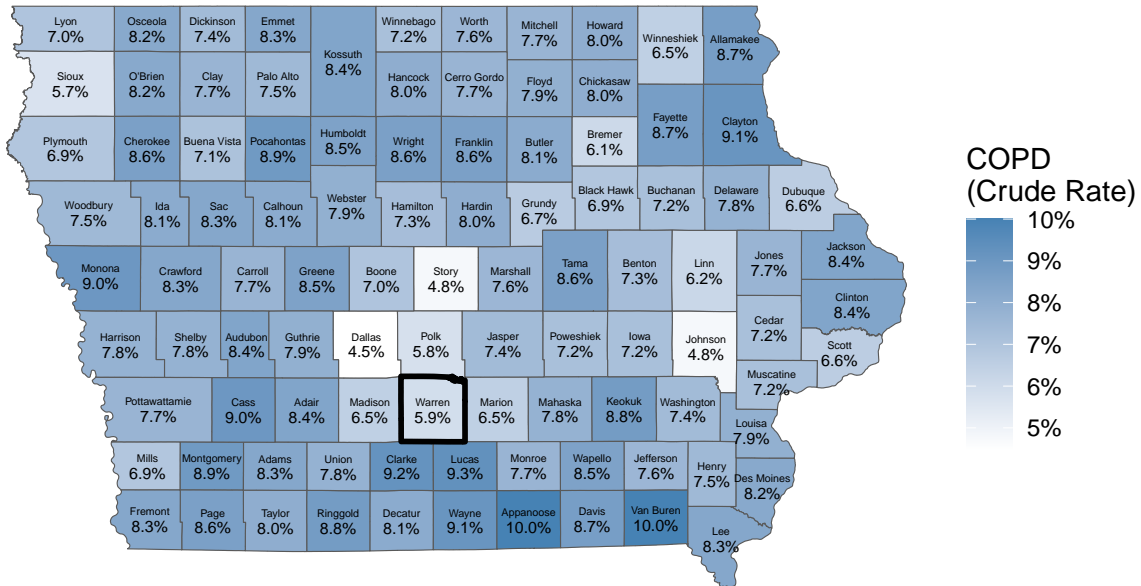 Lyon
7.0%
Osceola
8.2%
Dickinson
7.4%
Emmet
8.3%
Kossuth
8.4%
Winnebago
7.2%
Worth
7.6%
Mitchell
7.7%
Howard
8.0%
Winneshiek
6.5%
Allamakee
8.7%
Sioux
5.7%
O'Brien
8.2%
Clay
7.7%
Palo Alto
7.5%
Hancock
8.0%
Cerro Gordo
7.7%
Floyd
7.9%
Chickasaw
8.0%
Fayette
8.7%
Clayton
9.1%
Plymouth
6.9%
Cherokee
8.6%
Buena Vista
7.1%
Pocahontas
8.9%
Humboldt
8.5%
Wright
8.6%
Franklin
8.6%
Butler
8.1%
Bremer
6.1%
Woodbury
7.5%
Ida
8.1%
Sac
8.3%
Calhoun
8.1%
Webster
7.9%
Hamilton
7.3%
Hardin
8.0%
Grundy
6.7%
Black Hawk
6.9%
Buchanan
7.2%
Delaware
7.8%
Dubuque
6.6%
Monona
9.0%
Crawford
8.3%
Carroll
7.7%
Greene
8.5%
Boone
7.0%
Story
4.8%
Marshall
7.6%
Tama
8.6%
Benton
7.3%
Linn
6.2%
Jones
7.7%
Jackson
8.4%
Clinton
8.4%
Harrison
7.8%
Shelby
7.8%
Audubon
8.4%
Guthrie
7.9%
Dallas
4.5%
Polk
5.8%
Jasper
7.4%
Poweshiek
7.2%
Iowa
7.2%
Johnson
4.8%
Cedar
7.2%
Scott
6.6%
Muscatine
7.2%
Pottawattamie
7.7%
Cass
9.0%
Adair
8.4%
Madison
6.5%
Warren
5.9%
Marion
6.5%
Mahaska
7.8%
Keokuk
8.8%
Washington
7.4%
Louisa
7.9%
Mills
6.9%
Montgomery
8.9%
Adams
8.3%
Union
7.8%
Clarke
9.2%
Lucas
9.3%
Monroe
7.7%
Wapello
8.5%
Jefferson
7.6%
Henry
7.5%
Des Moines
8.2%
Fremont
8.3%
Page
8.6%
Taylor
8.0%
Ringgold
8.8%
Decatur
8.1%
Wayne
9.1%
Appanoose
10.0%
Davis
8.7%
Van Buren
10.0%
Lee
8.3%
COPD
(Crude Rate)
10%
9%
8%
7%
6%
5%